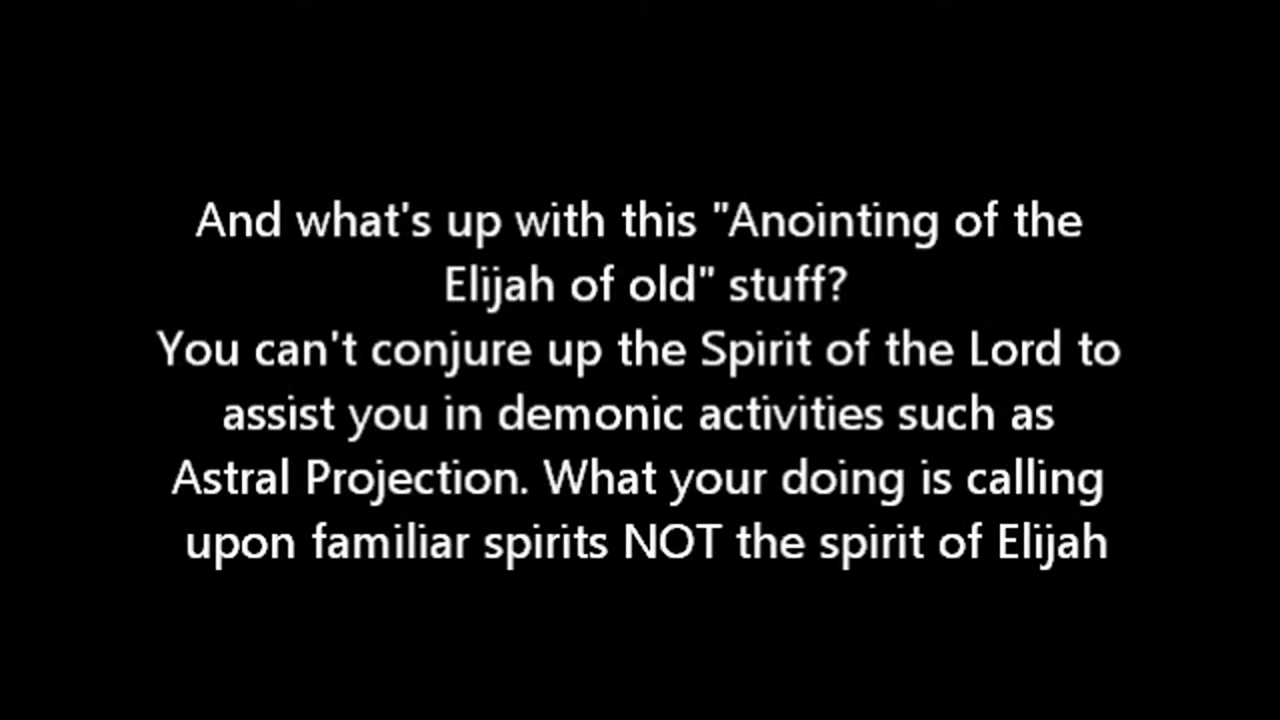 And what's up with this "Anointing of the
Elijah of old" stuff?
You can't conjure up the Spirit of the Lord to
assist you in demonic activities such as
Astral Projection. What your doing is calling
upon familiar spirits NOT the spirit of Elijah